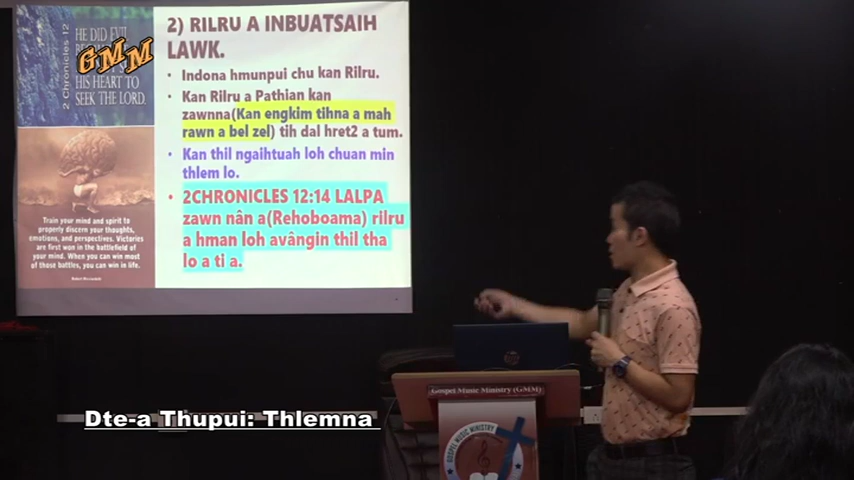 2) RILRU A INBUATSAIH
LAWK.
• Indona hmunpui chu kan Rilru.
• Kan Rilru a Pathian kan
zawnna(Kan engkim tihna a mah
rawn a bel zel) tih dal hret2 a tum.
• Kan thil ngaihtuah loh chuan min
thlem lo.
• 2CHRONICLES 12:14 LALPA
zawn nân a(Rehoboama) rilru
a hman loh avângin thil tha
lo a ti a.
2 Chronicles 12
HE DID EVIL
HIS HEART TO
SEEK THE LORD.
GMM
Train your mind and spirit to
properly discern your thoughts,
emotions, and perspectives. Victories
are first won in the battlefield of
your mind. When you can win most
of those battles, you can win in life.
Gospel Music Ministry (GMM)
GOSPEL MUSIC MINISTRY
Dte-a Thupui: Thlemna